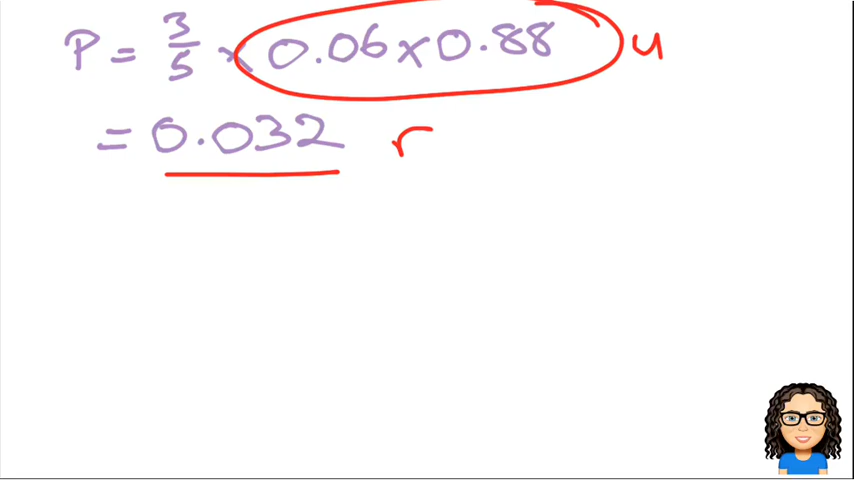 P = 3/5 × 0.06 × 0.88 u
= 0.032 r